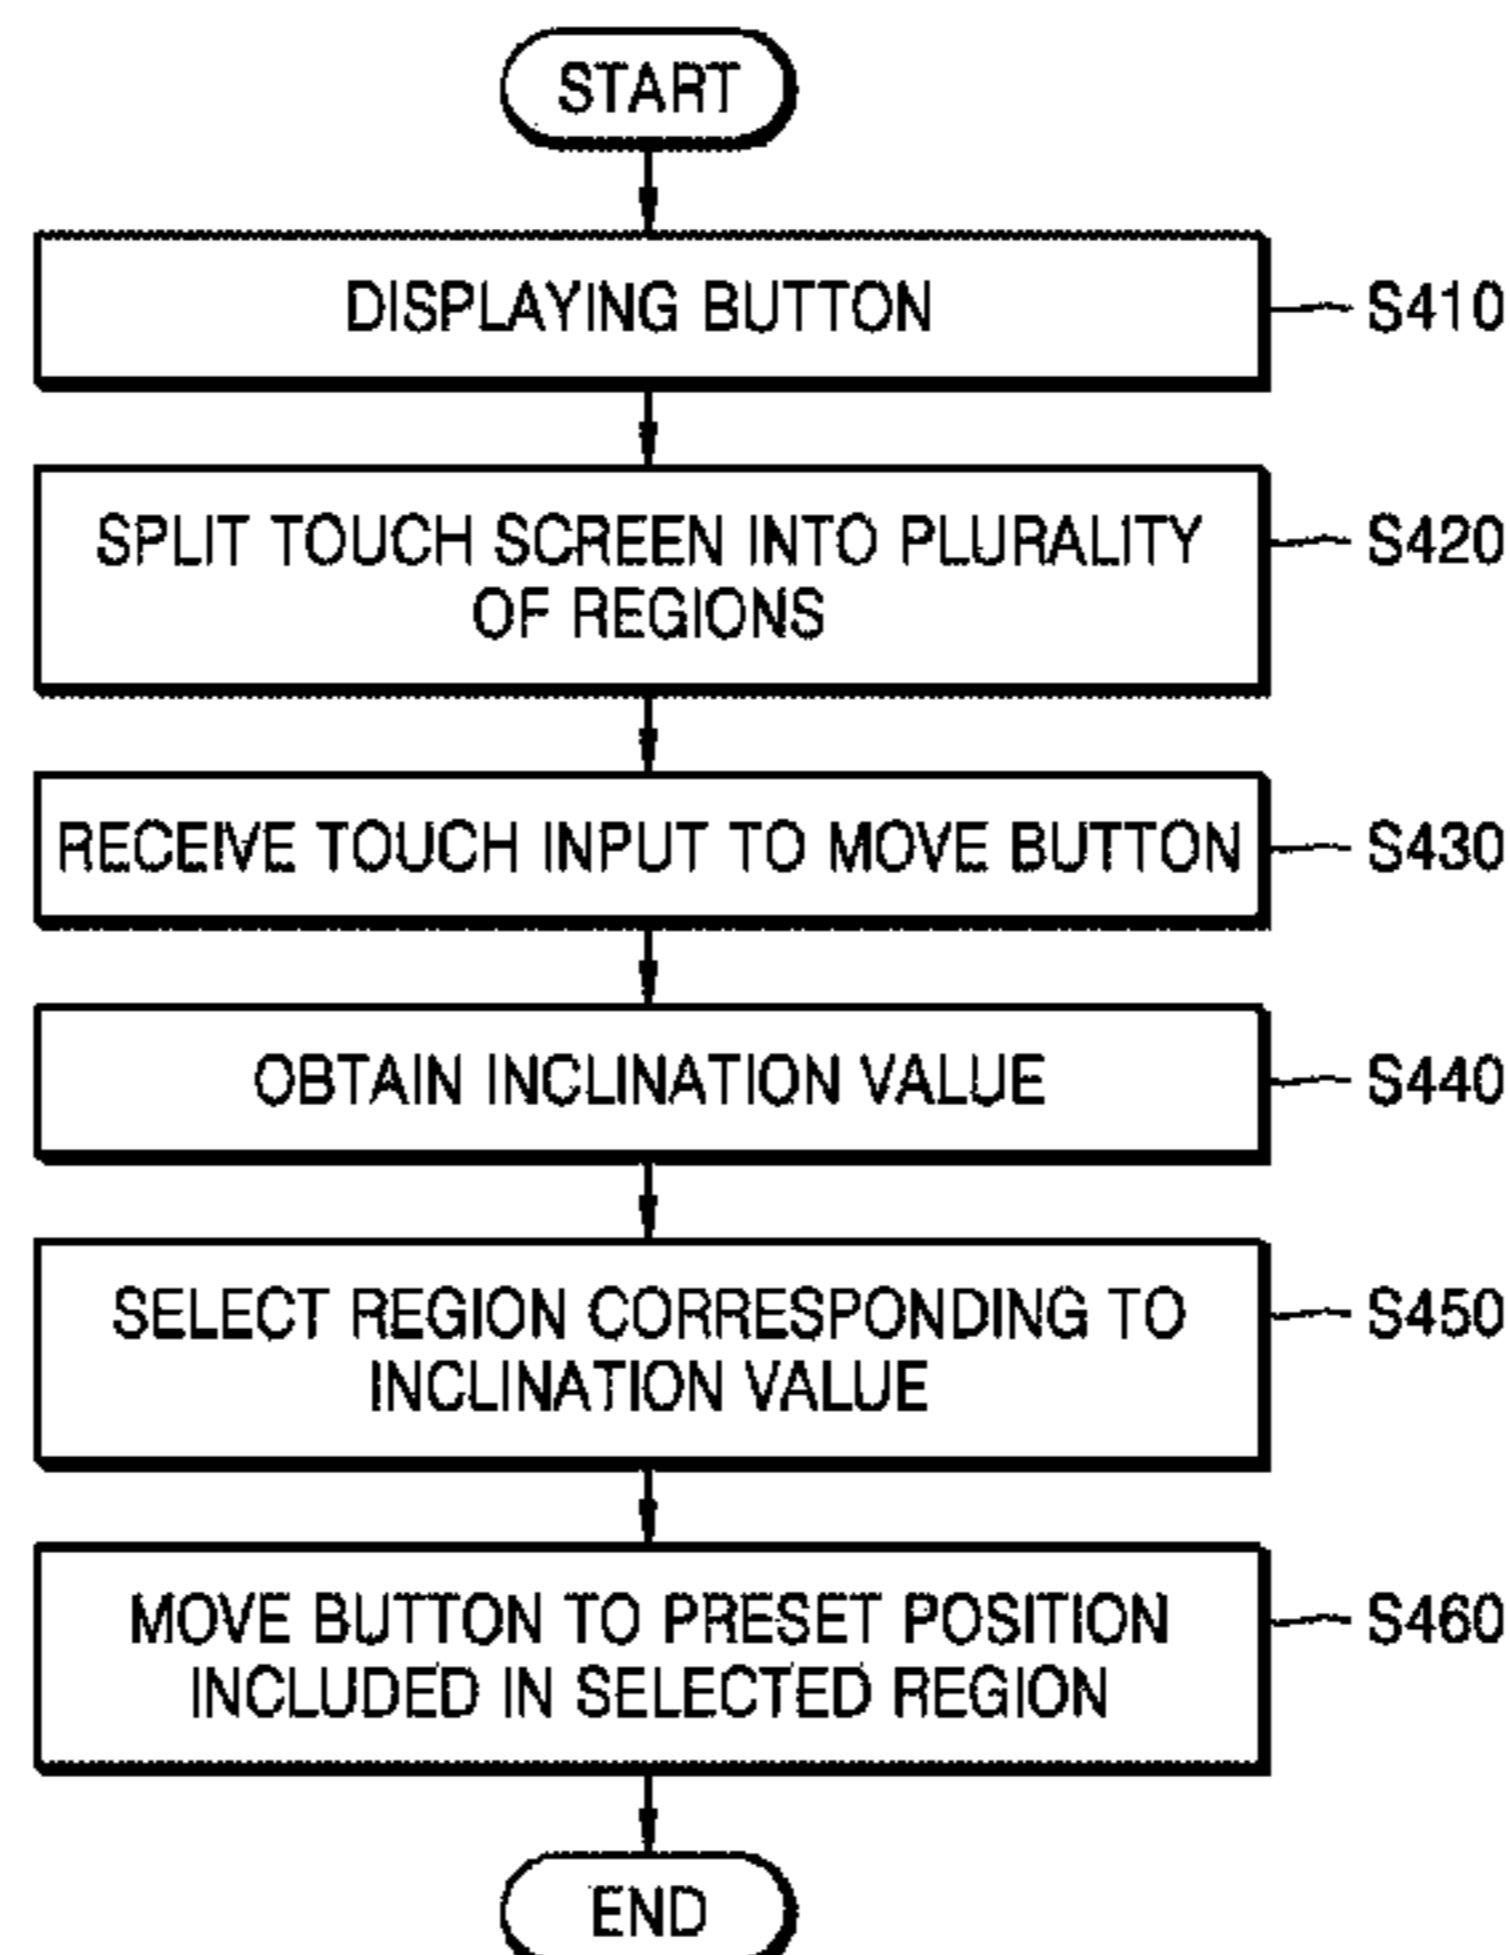 START
DISPLAYING BUTTON
S410
SPLIT TOUCH SCREEN INTO PLURALITY
OF REGIONS
S420
RECEIVE TOUCH INPUT TO MOVE BUTTON
S430
OBTAIN INCLINATION VALUE
S440
SELECT REGION CORRESPONDING TO
INCLINATION VALUE
S450
MOVE BUTTON TO PRESET POSITION
INCLUDED IN SELECTED REGION
S460
END